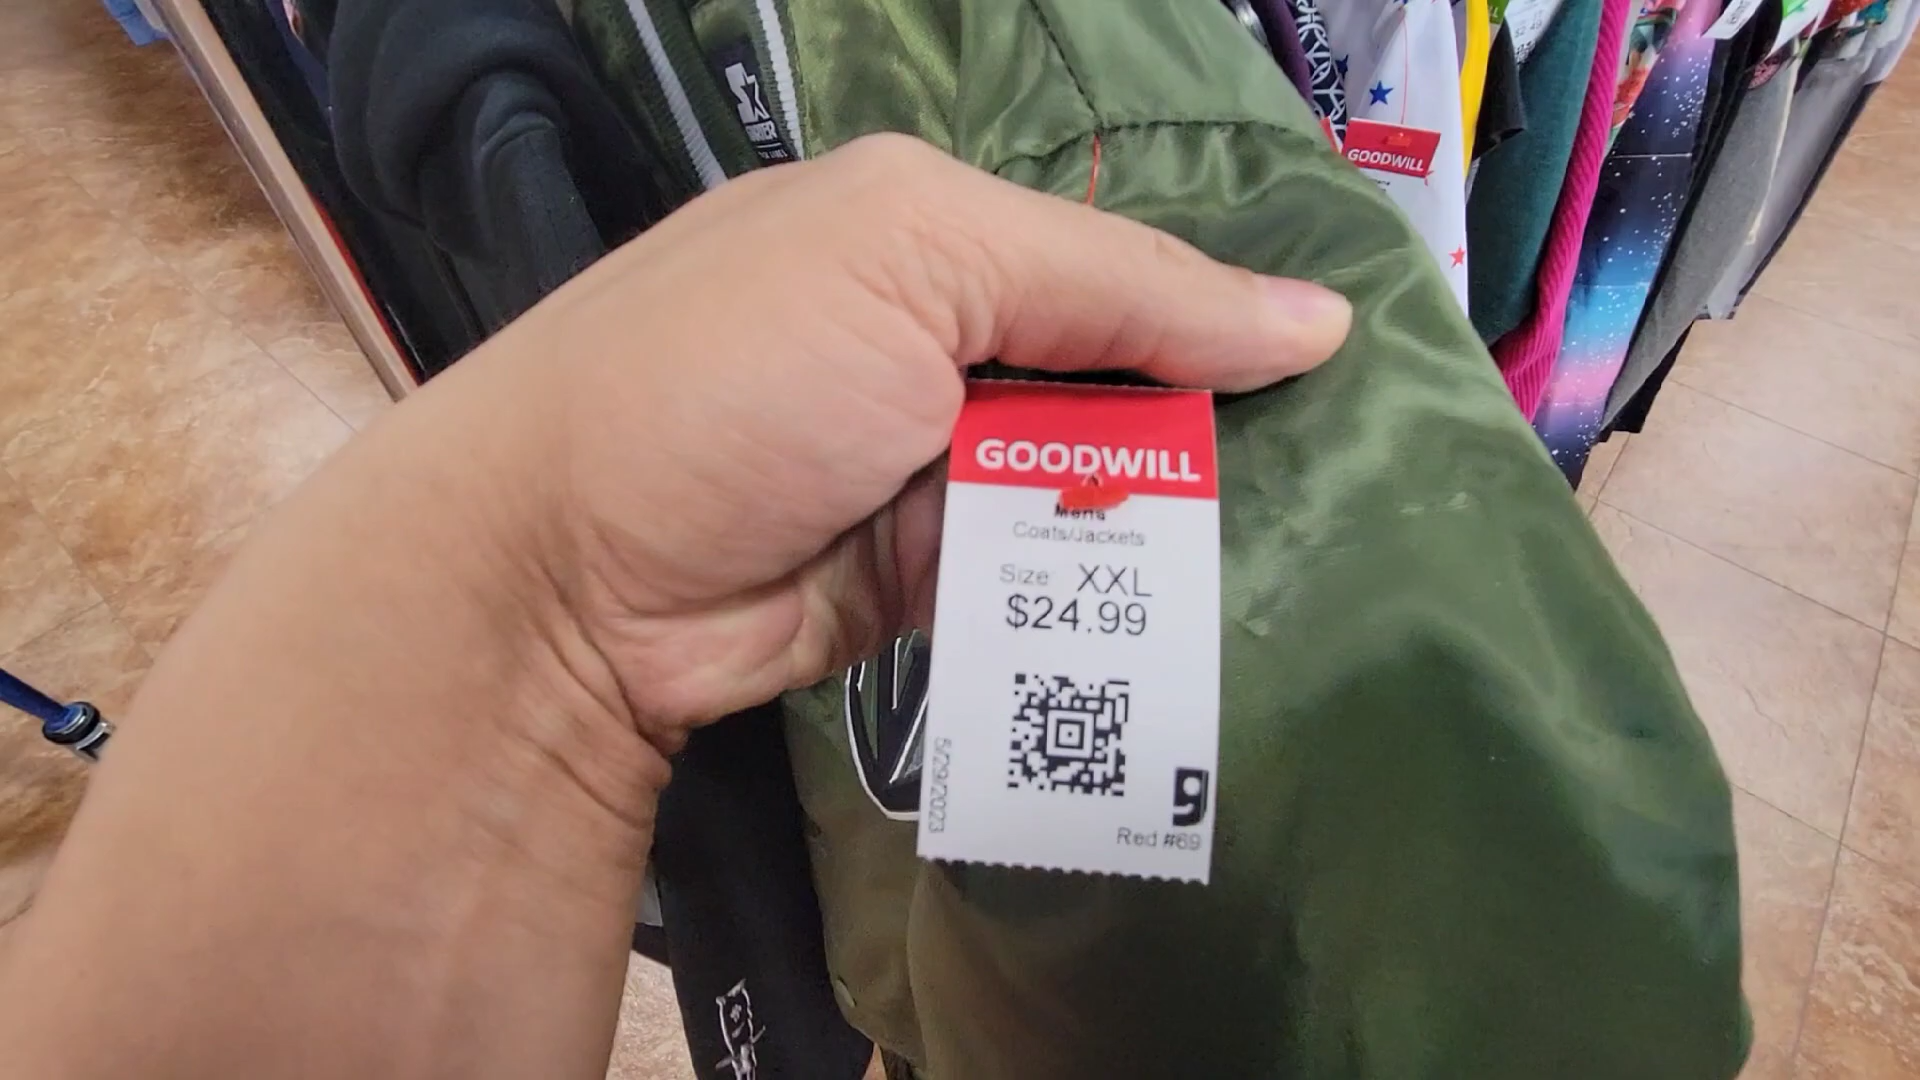 GOODWILL
GOODWILL
Mens
Coats/Jackets
Size: XXL
$24.99
5/29/2023
Red #69